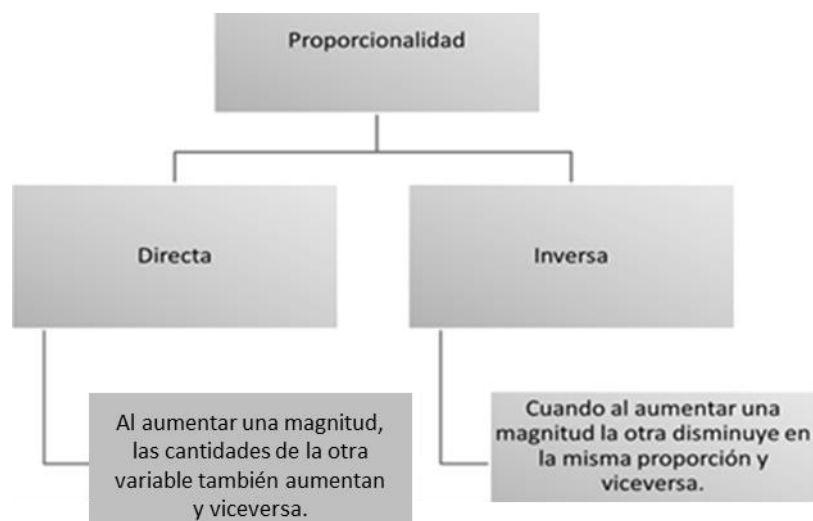 Proporcionalidad
Directa
Inversa
Al aumentar una magnitud,
las cantidades de la otra
variable también aumentan
y viceversa.
Cuando al aumentar una
magnitud la otra disminuye en
la misma proporción y
viceversa.